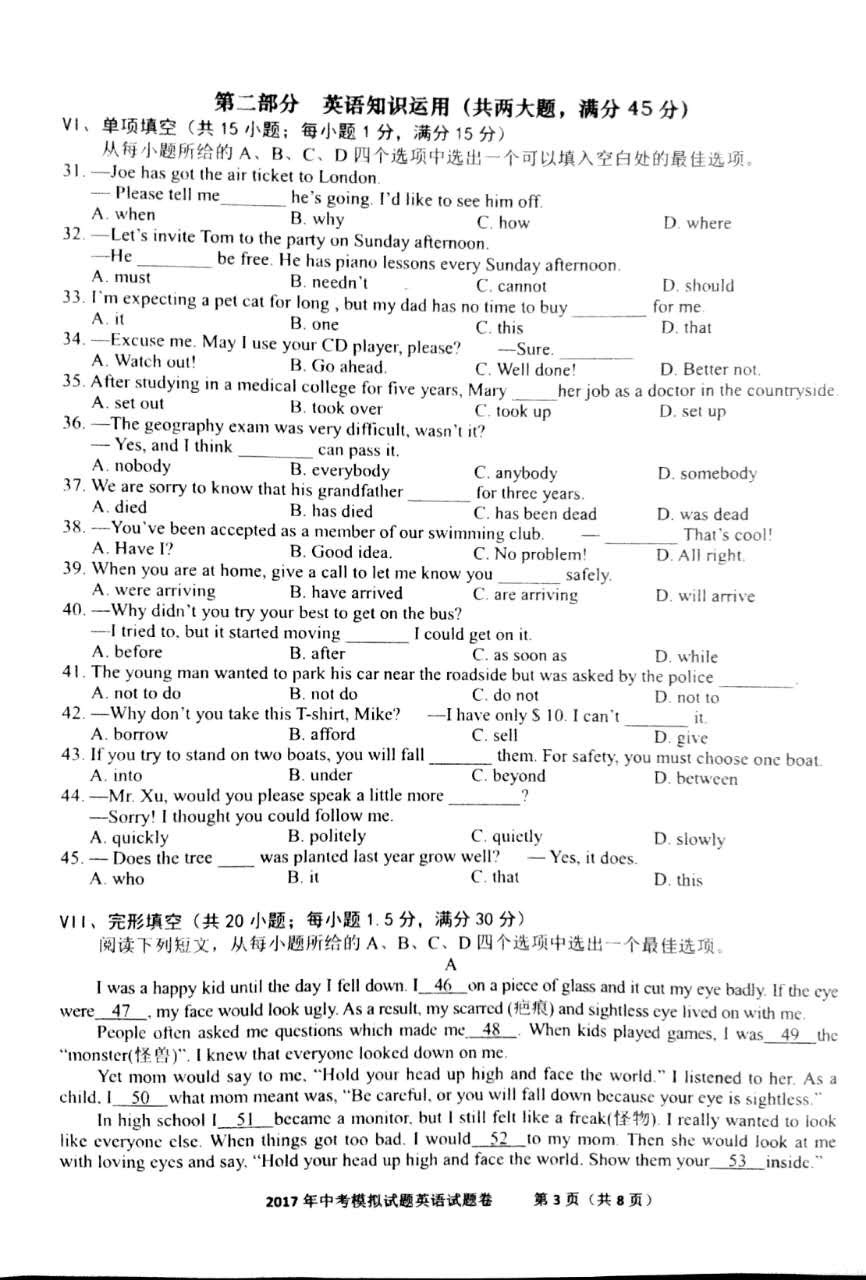 第二部分 英语知识运用（共两大题，满分 45 分）
VI、单项填空（共 15 小题；每小题 1 分，满分 15 分）
从每小题所给的 A、B、C、D 四个选项中选出一个可以填入空白处的最佳选项。
31. —Joe has got the air ticket to London.
— Please tell me______ he's going. I'd like to see him off.
A. when B. why C. how D. where
32. —Let's invite Tom to the party on Sunday afternoon.
—He ________ be free. He has piano lessons every Sunday afternoon.
A. must B. needn't C. cannot D. should
33. I'm expecting a pet cat for long , but my dad has no time to buy ________ for me.
A. it B. one C. this D. that
34. —Excuse me. May I use your CD player, please? —Sure. ________
A. Watch out! B. Go ahead. C. Well done! D. Better not.
35. After studying in a medical college for five years, Mary _____her job as a doctor in the countryside.
A. set out B. took over C. took up D. set up
36. —The geography exam was very difficult, wasn't it?
— Yes, and I think ________ can pass it.
A. nobody B. everybody C. anybody D. somebody
37. We are sorry to know that his grandfather _______ for three years.
A. died B. has died C. has been dead D. was dead
38. —You've been accepted as a member of our swimming club. — ________ That's cool!
A. Have I? B. Good idea. C. No problem! D. All right.
39. When you are at home, give a call to let me know you _______ safely.
A. were arriving B. have arrived C. are arriving D. will arrive
40. —Why didn't you try your best to get on the bus?
—I tried to, but it started moving _______ I could get on it.
A. before B. after C. as soon as D. while
41. The young man wanted to park his car near the roadside but was asked by the police ________.
A. not to do B. not do C. do not D. not to
42. —Why don't you take this T-shirt, Mike? —I have only $ 10. I can't _______ it.
A. borrow B. afford C. sell D. give
43. If you try to stand on two boats, you will fall _______ them. For safety, you must choose one boat.
A. into B. under C. beyond D. between
44. —Mr. Xu, would you please speak a little more ________?
—Sorry! I thought you could follow me.
A. quickly B. politely C. quietly D. slowly
45. — Does the tree ____ was planted last year grow well? — Yes, it does.
A. who B. it C. that D. this
VII、完形填空（共 20 小题；每小题 1.5 分，满分 30 分）
阅读下列短文，从每小题所给的 A、B、C、D 四个选项中选出一个最佳选项。
A
I was a happy kid until the day I fell down. I__46__on a piece of glass and it cut my eye badly. If the eye
were__47__, my face would look ugly. As a result, my scarred (疤痕) and sightless eye lived on with me.
People often asked me questions which made me__48__. When kids played games, I was__49__the
“monster(怪兽)”. I knew that everyone looked down on me.
Yet mom would say to me, “Hold your head up high and face the world.” I listened to her. As a
child, I__50__what mom meant was, “Be careful, or you will fall down because your eye is sightless.”
In high school I__51__became a monitor, but I still felt like a freak(怪物). I really wanted to look
like everyone else. When things got too bad, I would__52__to my mom. Then she would look at me
with loving eyes and say, “Hold your head up high and face the world. Show them your__53__inside.”
2017 年中考模拟试题英语试题卷 第 3 页（共 8 页）